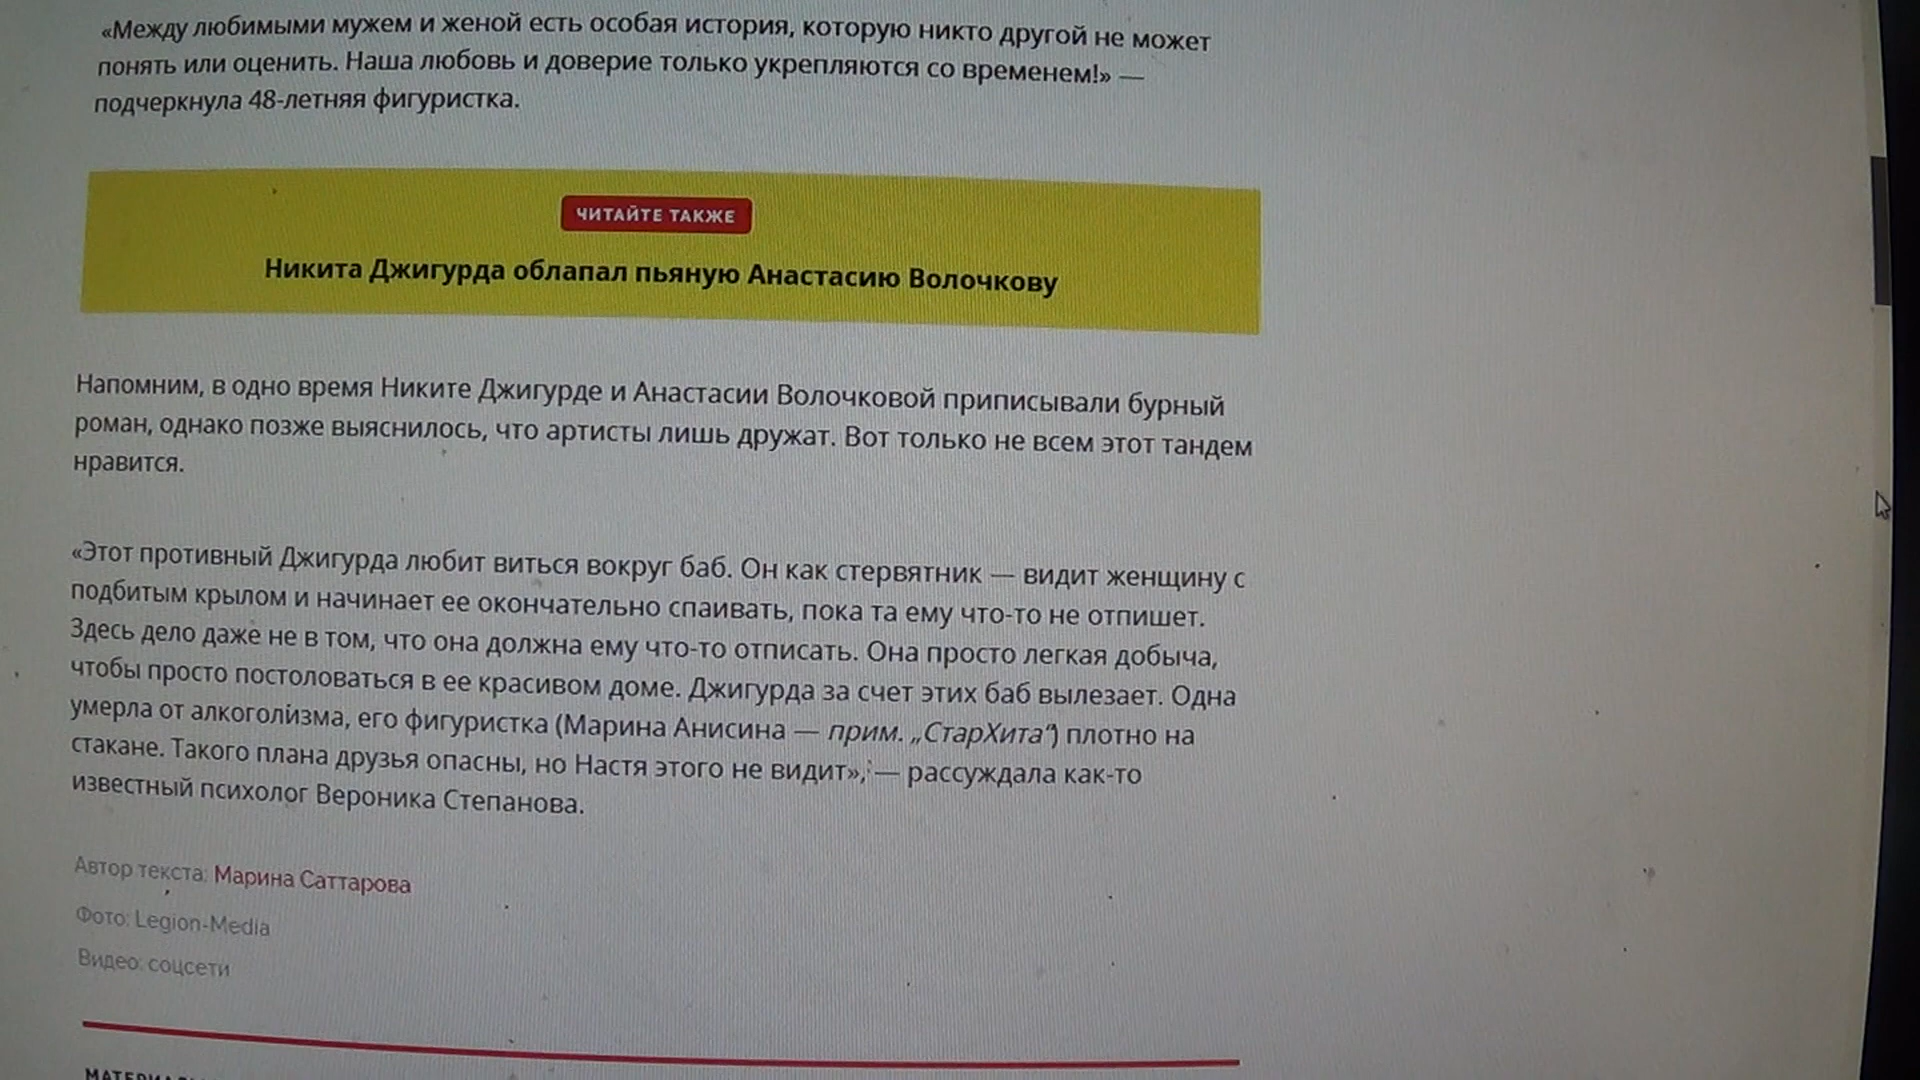 «Между любимыми мужем и женой есть особая история, которую никто другой не может
понять или оценить. Наша любовь и доверие только укрепляются со временем!» —
подчеркнула 48-летняя фигуристка.
ЧИТАЙТЕ ТАКЖЕ
Никита Джигурда облапал пьяную Анастасию Волочкову
Напомним, в одно время Никите Джигурде и Анастасии Волочковой приписывали бурный
роман, однако позже выяснилось, что артисты лишь дружат. Вот только не всем этот тандем
нравится.
«Этот противный Джигурда любит виться вокруг баб. Он как стервятник — видит женщину с
подбитым крылом и начинает ее окончательно спаивать, пока та ему что-то не отпишет.
Здесь дело даже не в том, что она должна ему что-то отписать. Она просто легкая добыча,
чтобы просто постоловаться в ее красивом доме. Джигурда за счет этих баб вылезает. Одна
умерла от алкоголизма, его фигуристка (Марина Анисина — прим. „СтарХита“) плотно на
стакане. Такого плана друзья опасны, но Настя этого не видит», — рассуждала как-то
известный психолог Вероника Степанова.
Автор текста: Марина Саттарова
Фото: Legion-Media
Видео: соцсети